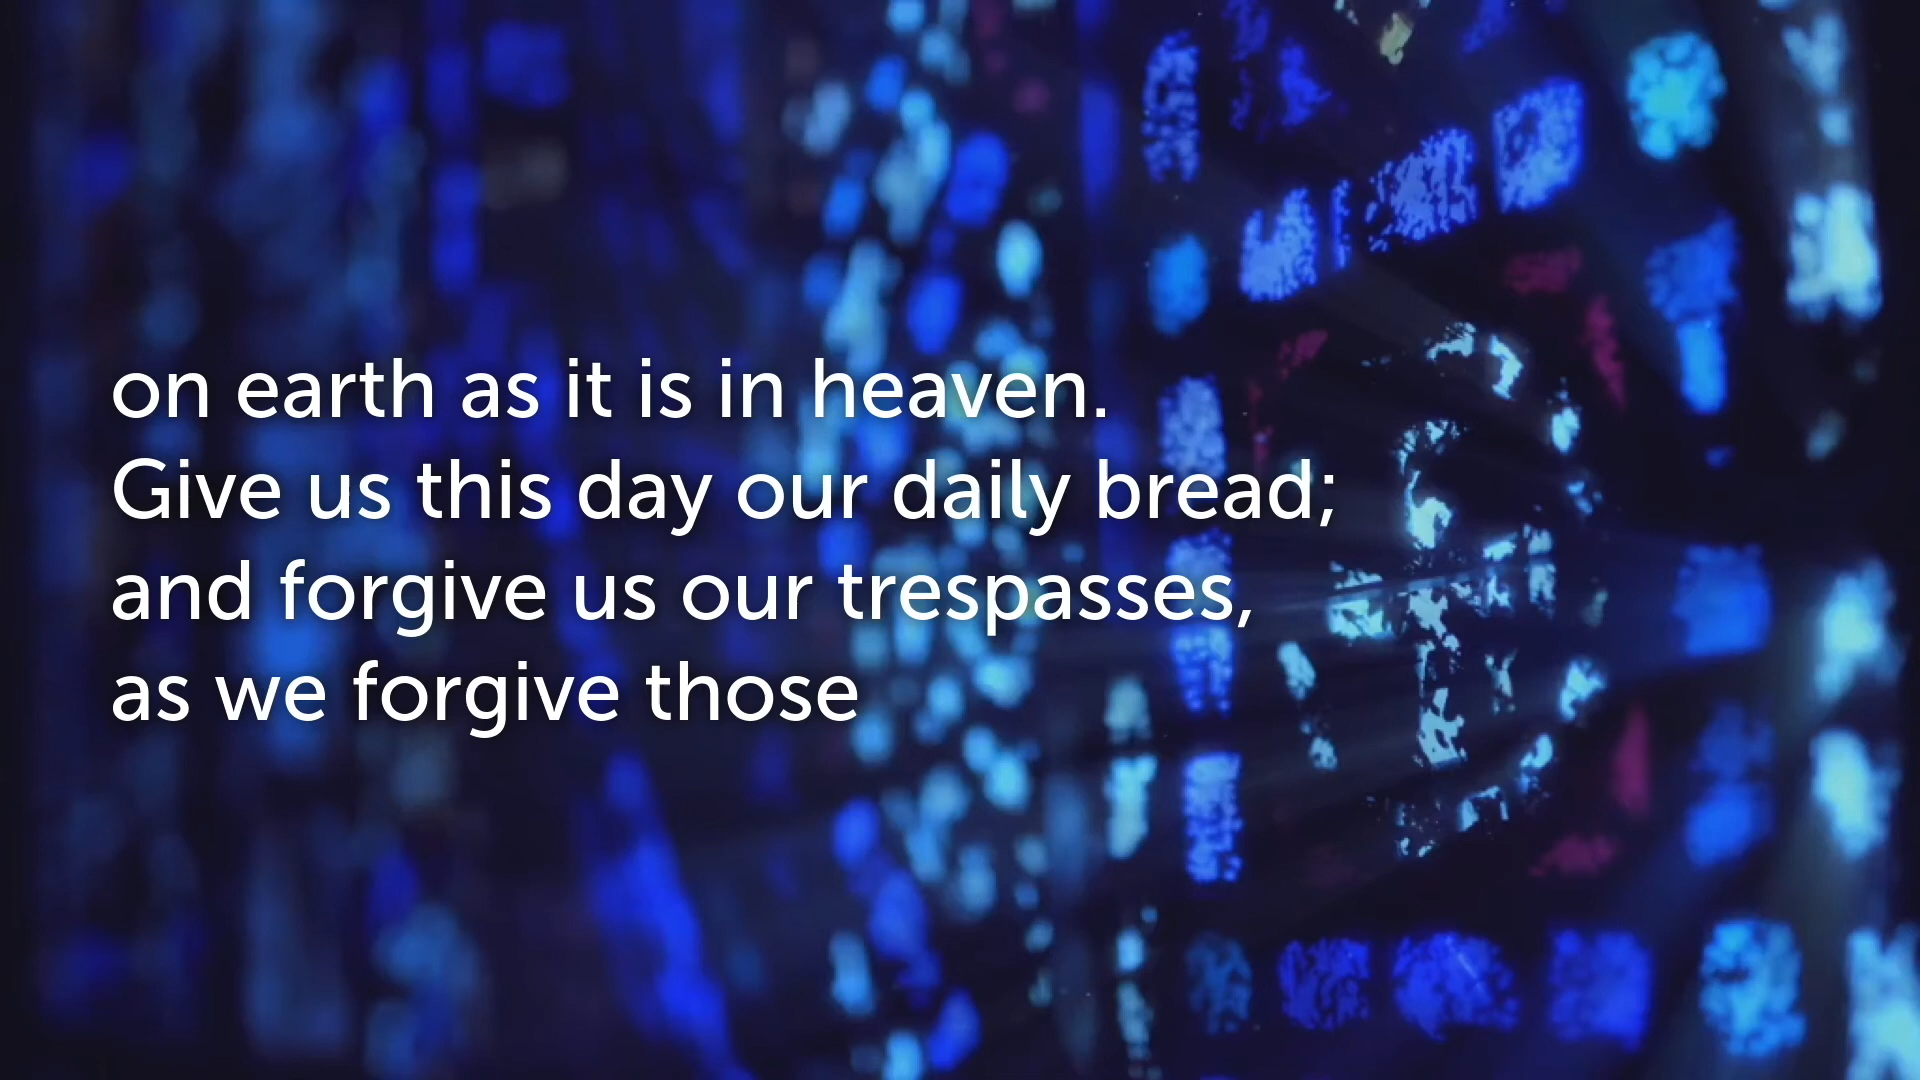 on earth as it is in heaven.
Give us this day our daily bread;
and forgive us our trespasses,
as we forgive those